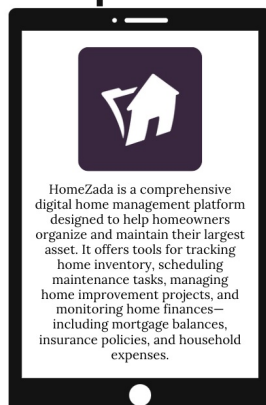 HomeZada is a comprehensive
digital home management platform
designed to help homeowners
organize and maintain their largest
asset. It offers tools for tracking
home inventory, scheduling
maintenance tasks, managing
home improvement projects, and
monitoring home finances—
including mortgage balances,
insurance policies, and household
expenses.